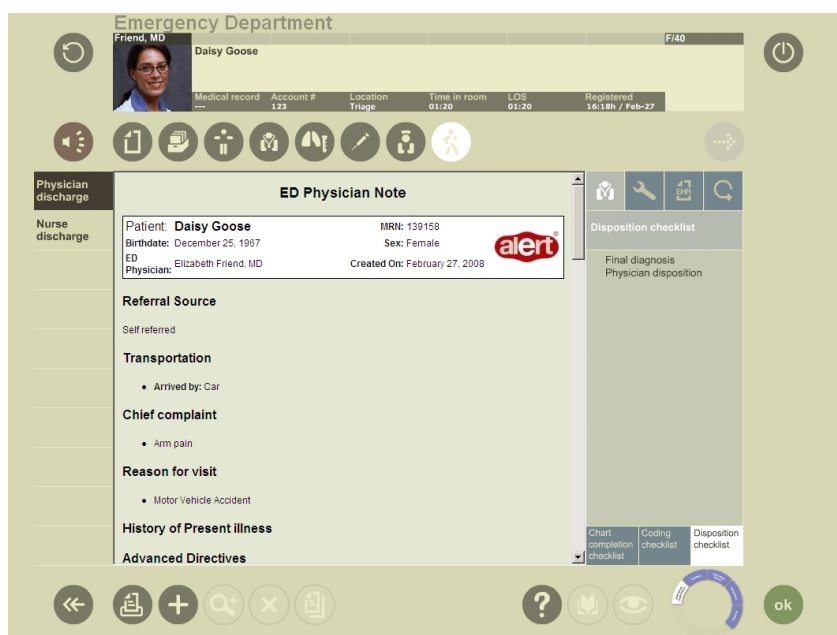 Emergency Department
Friend, MD
F/40
Daisy Goose
Medical record Account # Location Time in room LOS Registered
--- 123 Triage 01:20 01:20 16:18h / Feb-27
Physician
discharge
Nurse
discharge
ED Physician Note
Patient: Daisy Goose MRN: 139158
Birthdate: December 25, 1967 Sex: Female
ED
Physician: Elizabeth Friend, MD Created On: February 27, 2008
alert®
Referral Source
Self referred
Transportation
• Arrived by: Car
Chief complaint
• Arm pain
Reason for visit
• Motor Vehicle Accident
History of Present illness
Advanced Directives
EHR
Disposition checklist
Final diagnosis
Physician disposition
Chart
completion
checklist
Coding
checklist
Disposition
checklist
?
ok